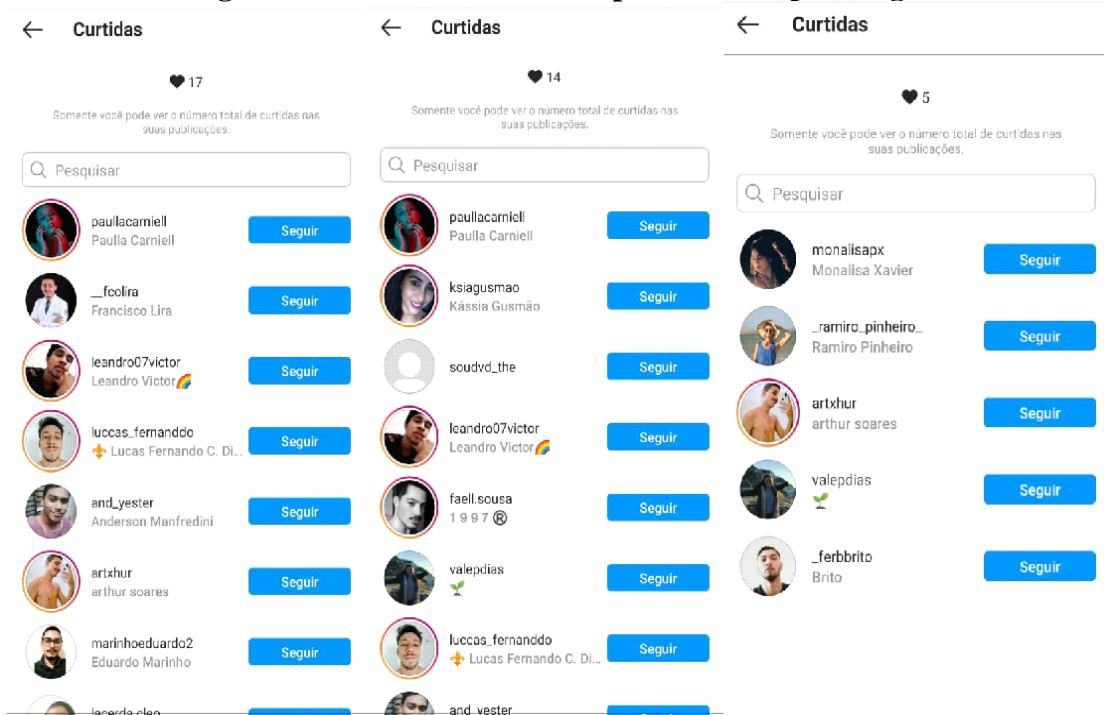 Curtidas
17
Somente você pode ver o número total de curtidas nas
suas publicações.
Pesquisar
paullacarniell
Paulla Carniell
Seguir
__fcolira
Francisco Lira
Seguir
leandro07victor
Leandro Victor🌈
Seguir
luccas_fernanddo
⚜️ Lucas Fernando C. Di...
Seguir
and_yester
Anderson Manfredini
Seguir
artxhur
arthur soares
Seguir
marinhoeduardo2
Eduardo Marinho
Seguir
Curtidas
14
Somente você pode ver o número total de curtidas nas
suas publicações.
Pesquisar
paullacarniell
Paulla Carniell
Seguir
ksiagusmao
Kássia Gusmão
Seguir
soudvd_the
Seguir
leandro07victor
Leandro Victor🌈
Seguir
faell.sousa
1 9 9 7 ®
Seguir
valepdias
🌱
Seguir
luccas_fernanddo
⚜️ Lucas Fernando C. Di...
Seguir
and_yester
Curtidas
5
Somente você pode ver o número total de curtidas nas
suas publicações.
Pesquisar
monalisapx
Monalisa Xavier
Seguir
_ramiro_pinheiro_
Ramiro Pinheiro
Seguir
artxhur
arthur soares
Seguir
valepdias
🌱
Seguir
_ferbbrito
Brito
Seguir